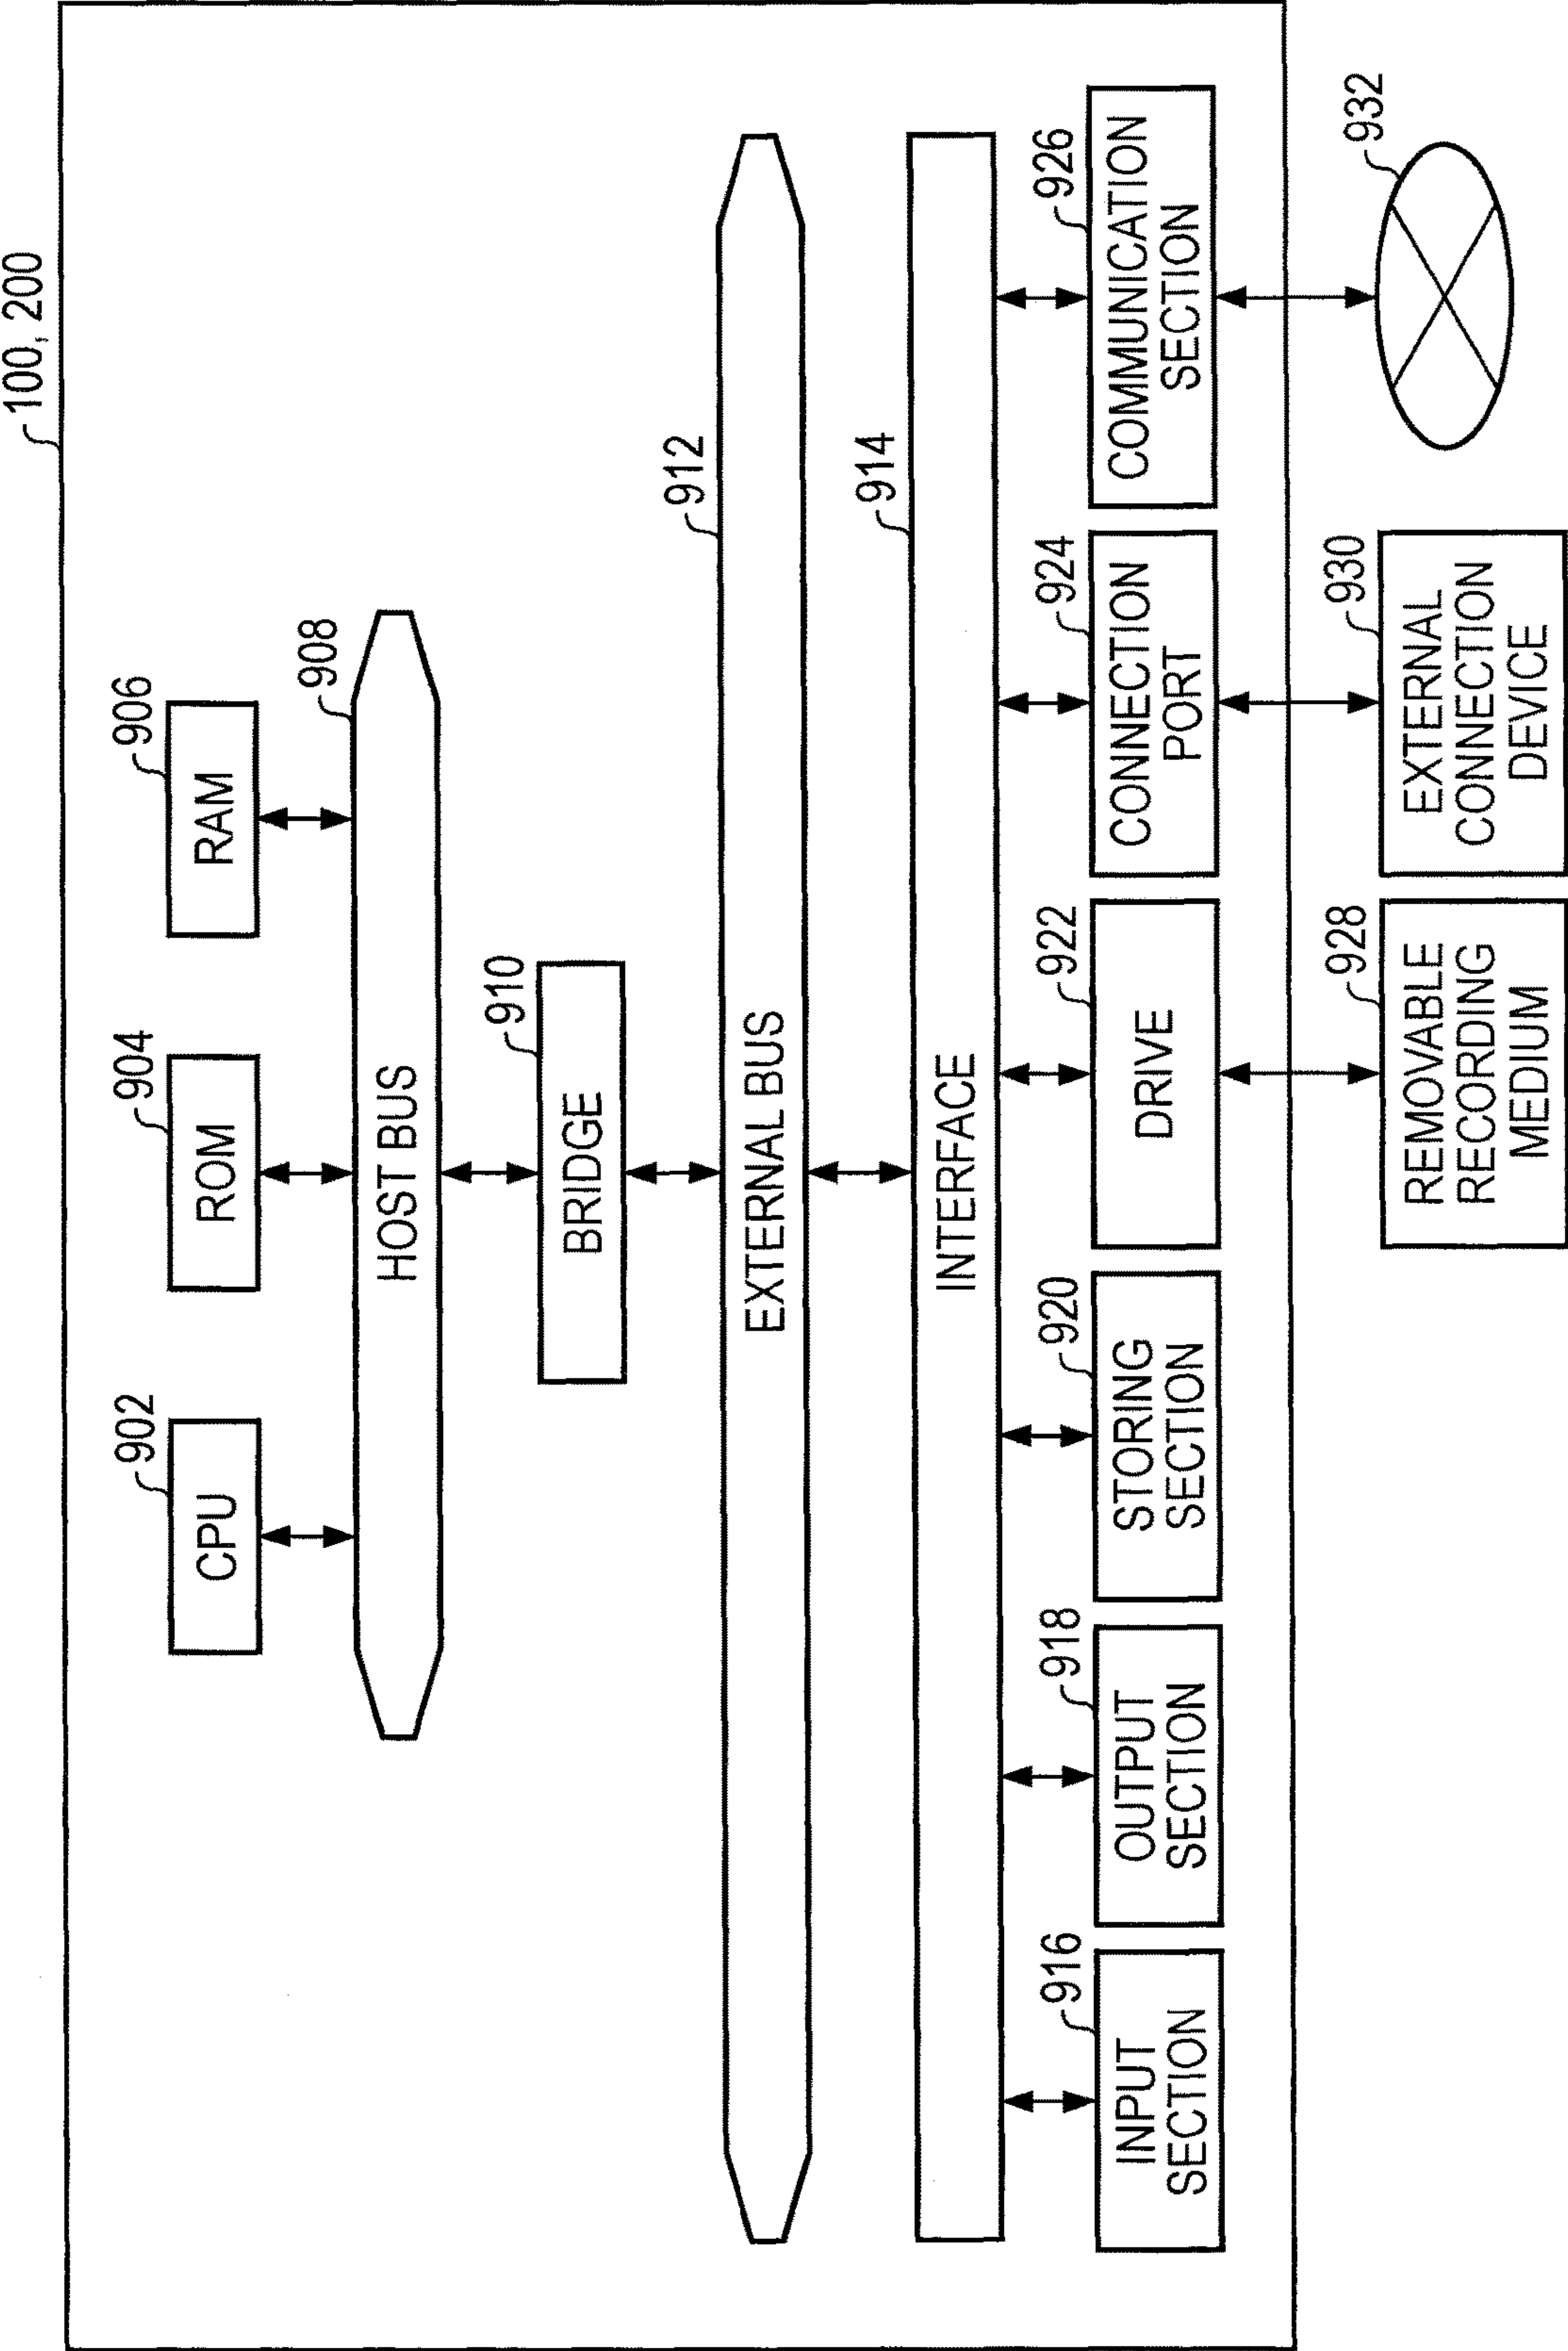 100, 200
902
904
906
CPU
ROM
RAM
908
HOST BUS
910
BRIDGE
912
EXTERNAL BUS
914
INTERFACE
916
918
920
922
924
926
INPUT
SECTION
OUTPUT
SECTION
STORING
SECTION
DRIVE
CONNECTION
PORT
COMMUNICATION
SECTION
928
930
932
REMOVABLE
RECORDING
MEDIUM
EXTERNAL
CONNECTION
DEVICE